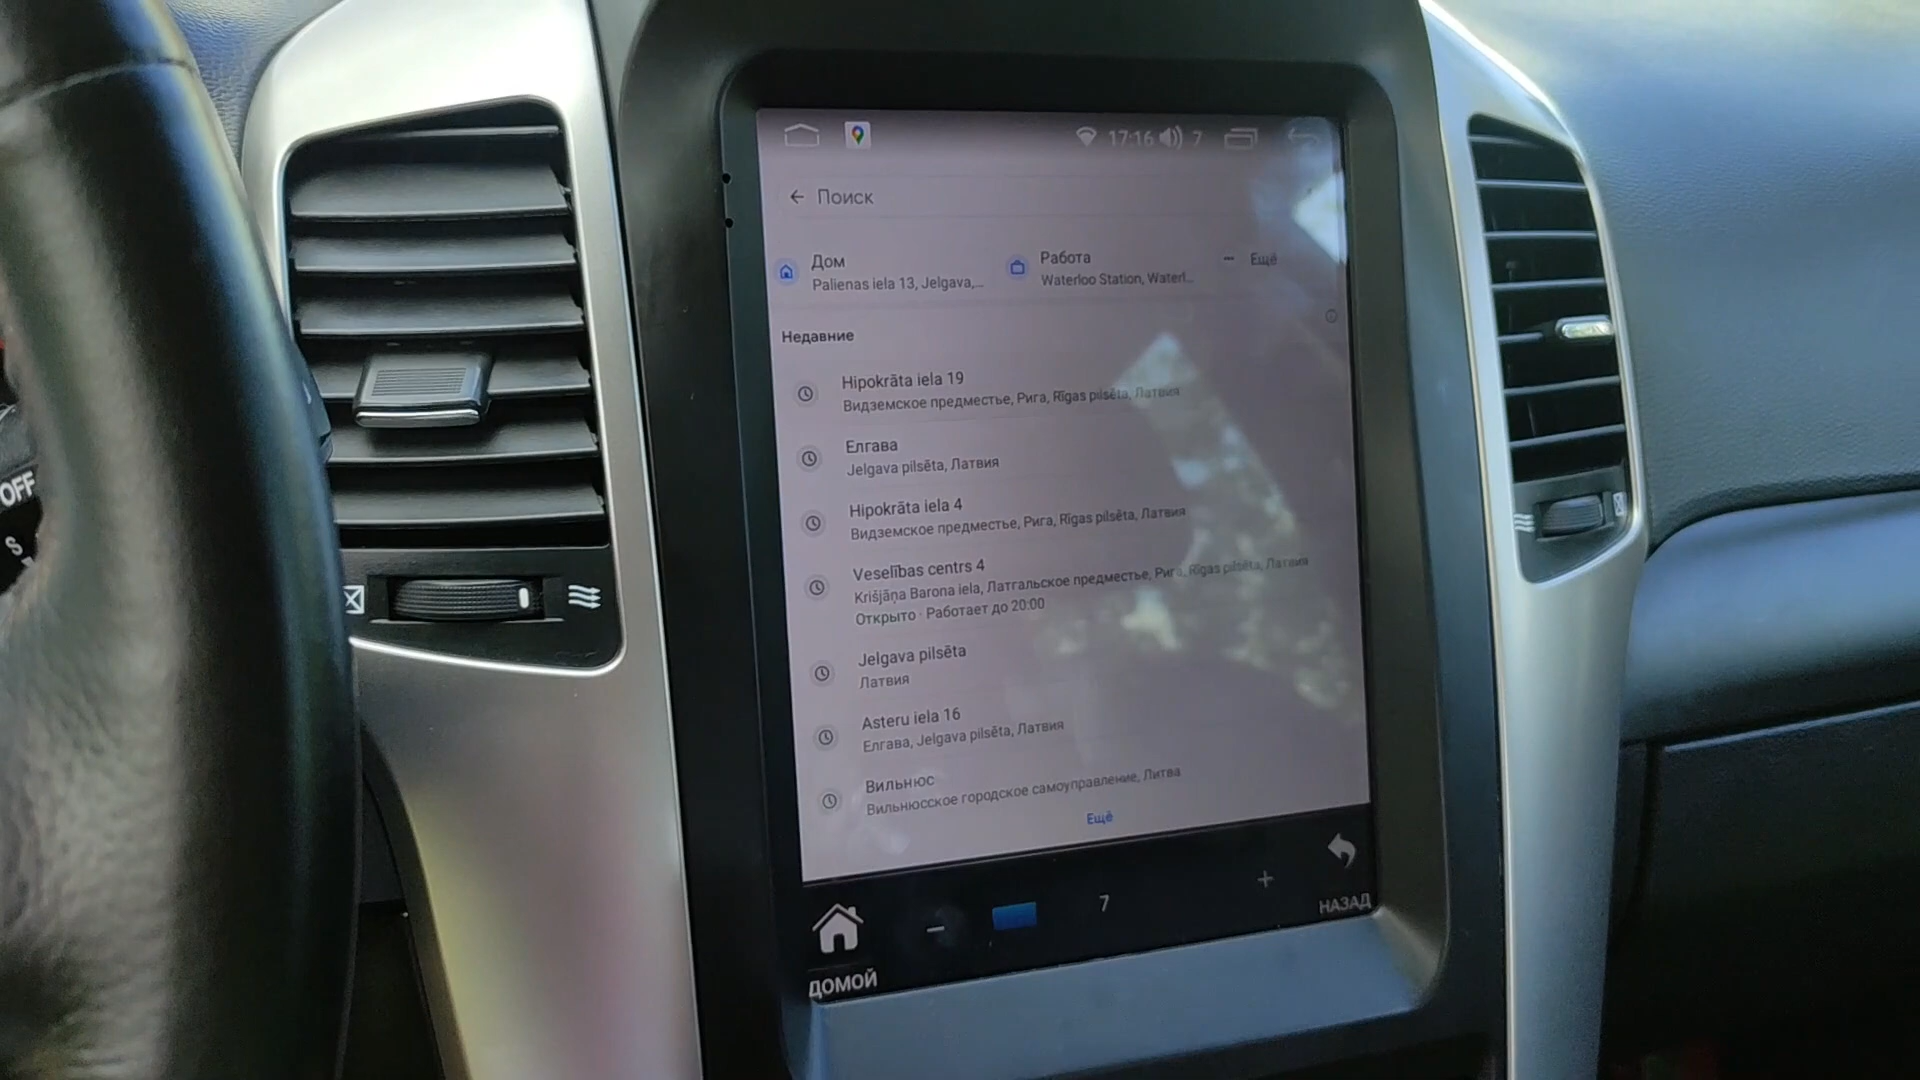 17:16 7
Поиск
Дом
Palienas iela 13, Jelgava,...
Работа
Waterloo Station, Waterl...
Ещё
Недавние
Hipokrāta iela 19
Видземское предместье, Рига, Rīgas pilsēta, Латвия
Елгава
Jelgava pilsēta, Латвия
Hipokrāta iela 4
Видземское предместье, Рига, Rīgas pilsēta, Латвия
Veselības centrs 4
Krišjāņa Barona iela, Латгальское предместье, Рига, Rīgas pilsēta, Латвия
Открыто · Работает до 20:00
Jelgava pilsēta
Латвия
Asteru iela 16
Елгава, Jelgava pilsēta, Латвия
Вильнюс
Вильнюсское городское самоуправление, Литва
Ещё
ДОМОЙ
− 7 +
НАЗАД
OFF
S